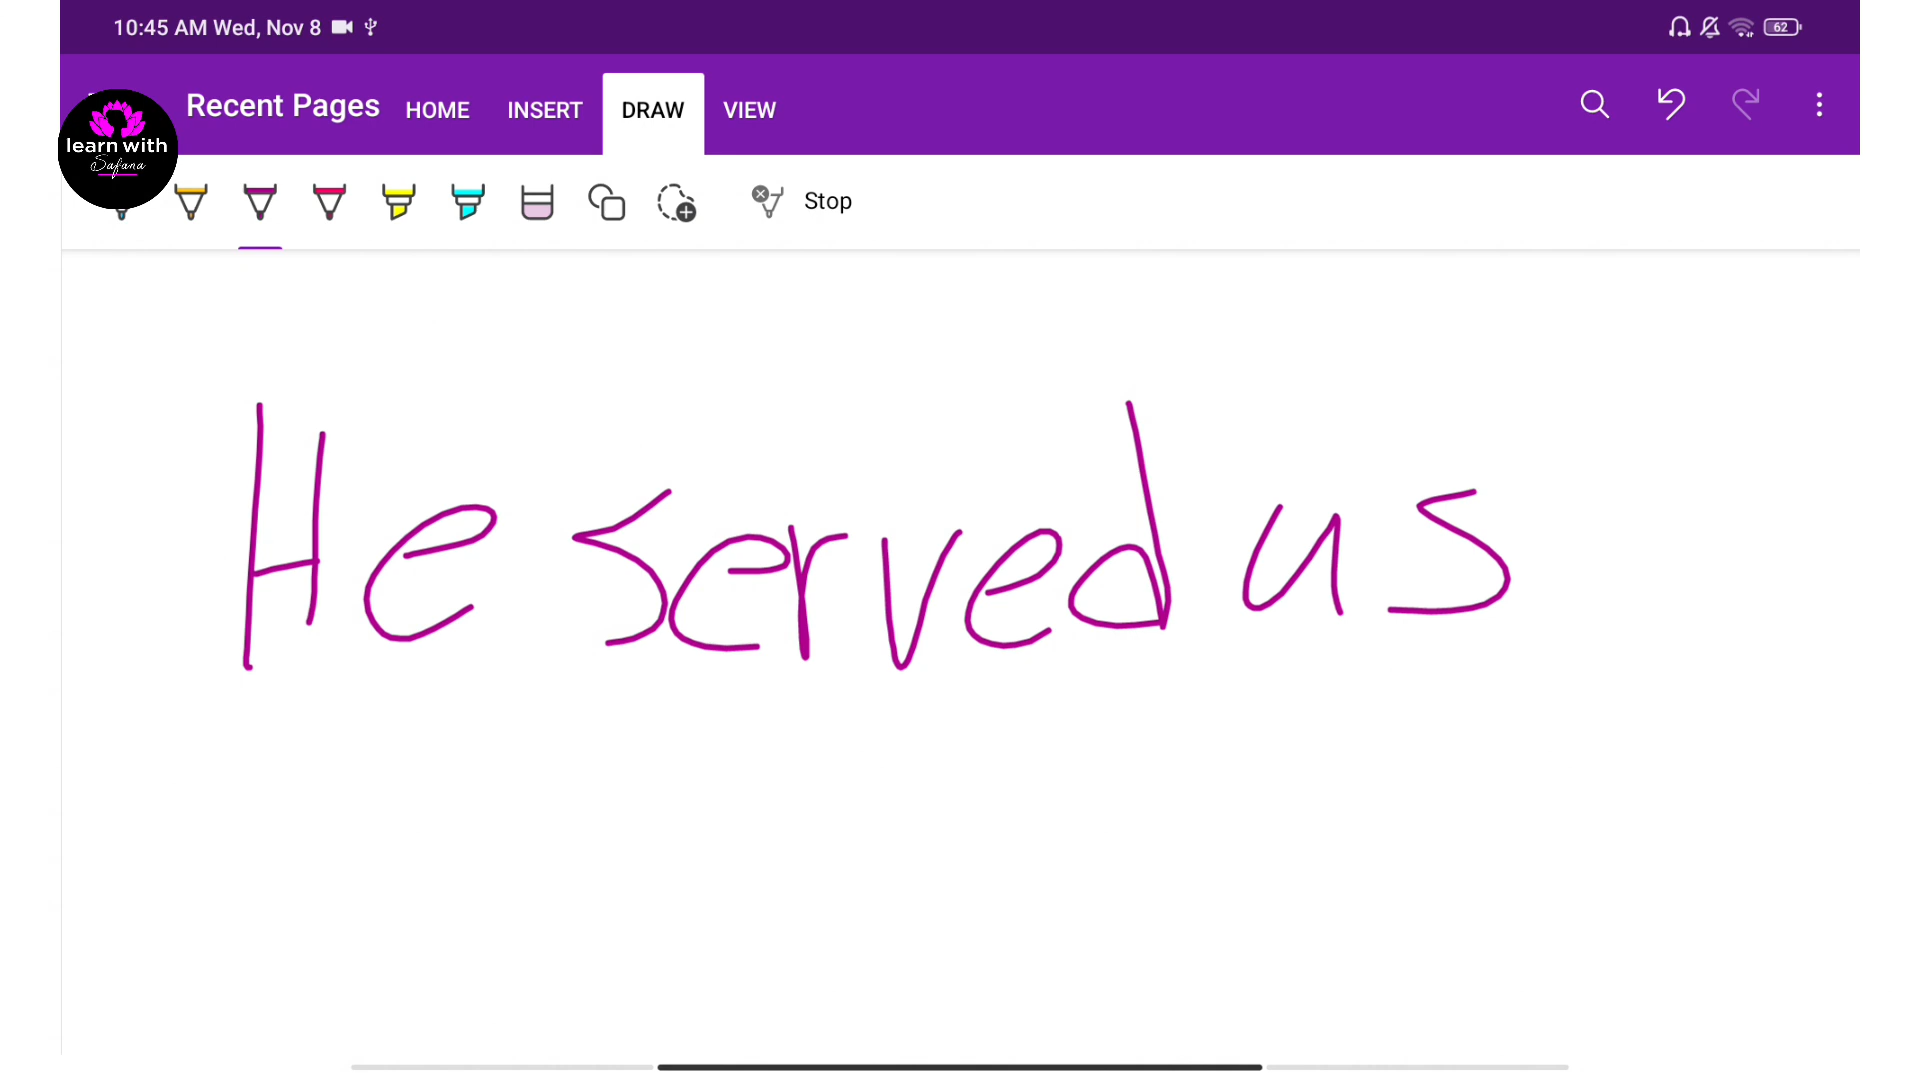 10:45 AM Wed, Nov 8 62
Recent Pages HOME INSERT DRAW VIEW
learn with
Safana
Stop
He served us